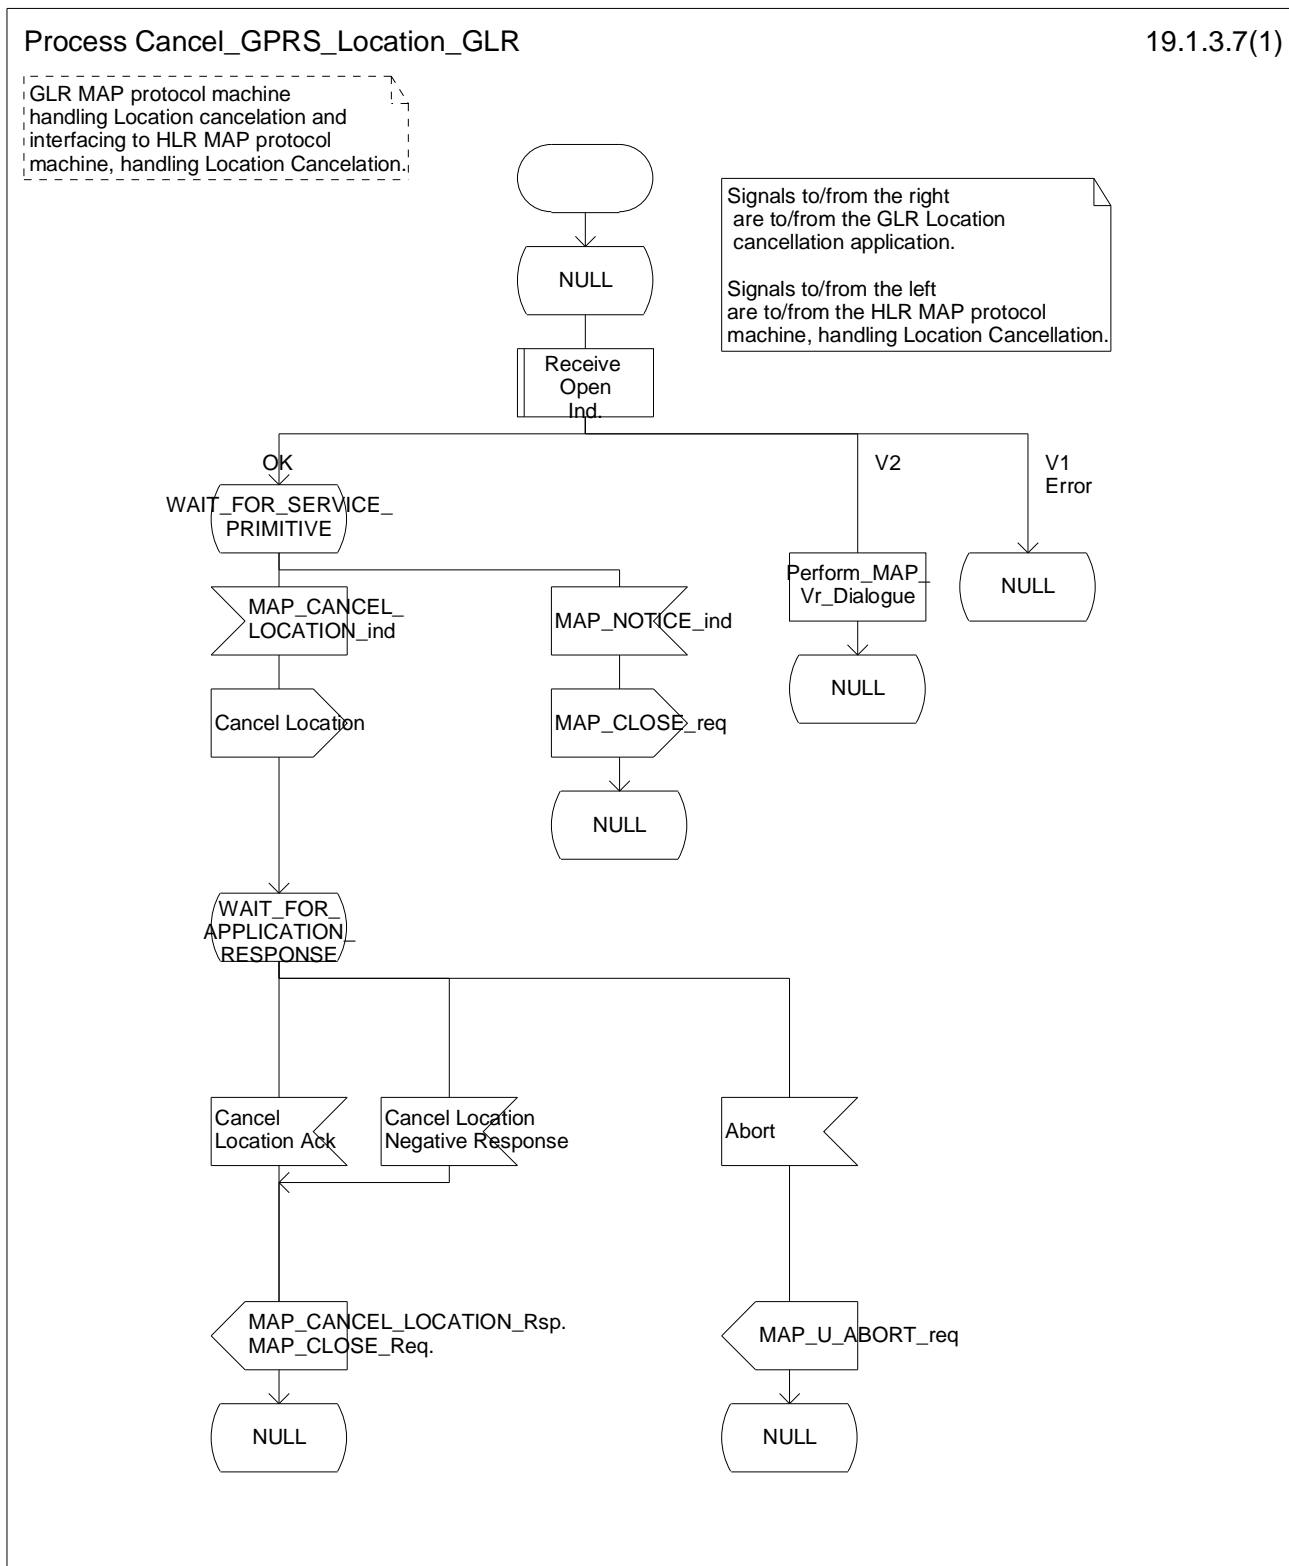 Process Cancel_GPRS_Location_GLR
19.1.3.7(1)
GLR MAP protocol machine
handling Location cancelation and
interfacing to HLR MAP protocol
machine, handling Location Cancelation.
Signals to/from the right
are to/from the GLR Location
cancellation application.
Signals to/from the left
are to/from the HLR MAP protocol
machine, handling Location Cancellation.
NULL
Receive
Open
Ind.
OK
V2
V1
Error
WAIT_FOR_SERVICE_
PRIMITIVE
MAP_CANCEL_
LOCATION_ind
MAP_NOTICE_ind
Perform_MAP_
Vr_Dialogue
NULL
NULL
Cancel Location
MAP_CLOSE_req
NULL
WAIT_FOR_
APPLICATION_
RESPONSE
Cancel
Location Ack
Cancel Location
Negative Response
Abort
MAP_CANCEL_LOCATION_Rsp.
MAP_CLOSE_Req.
MAP_U_ABORT_req
NULL
NULL